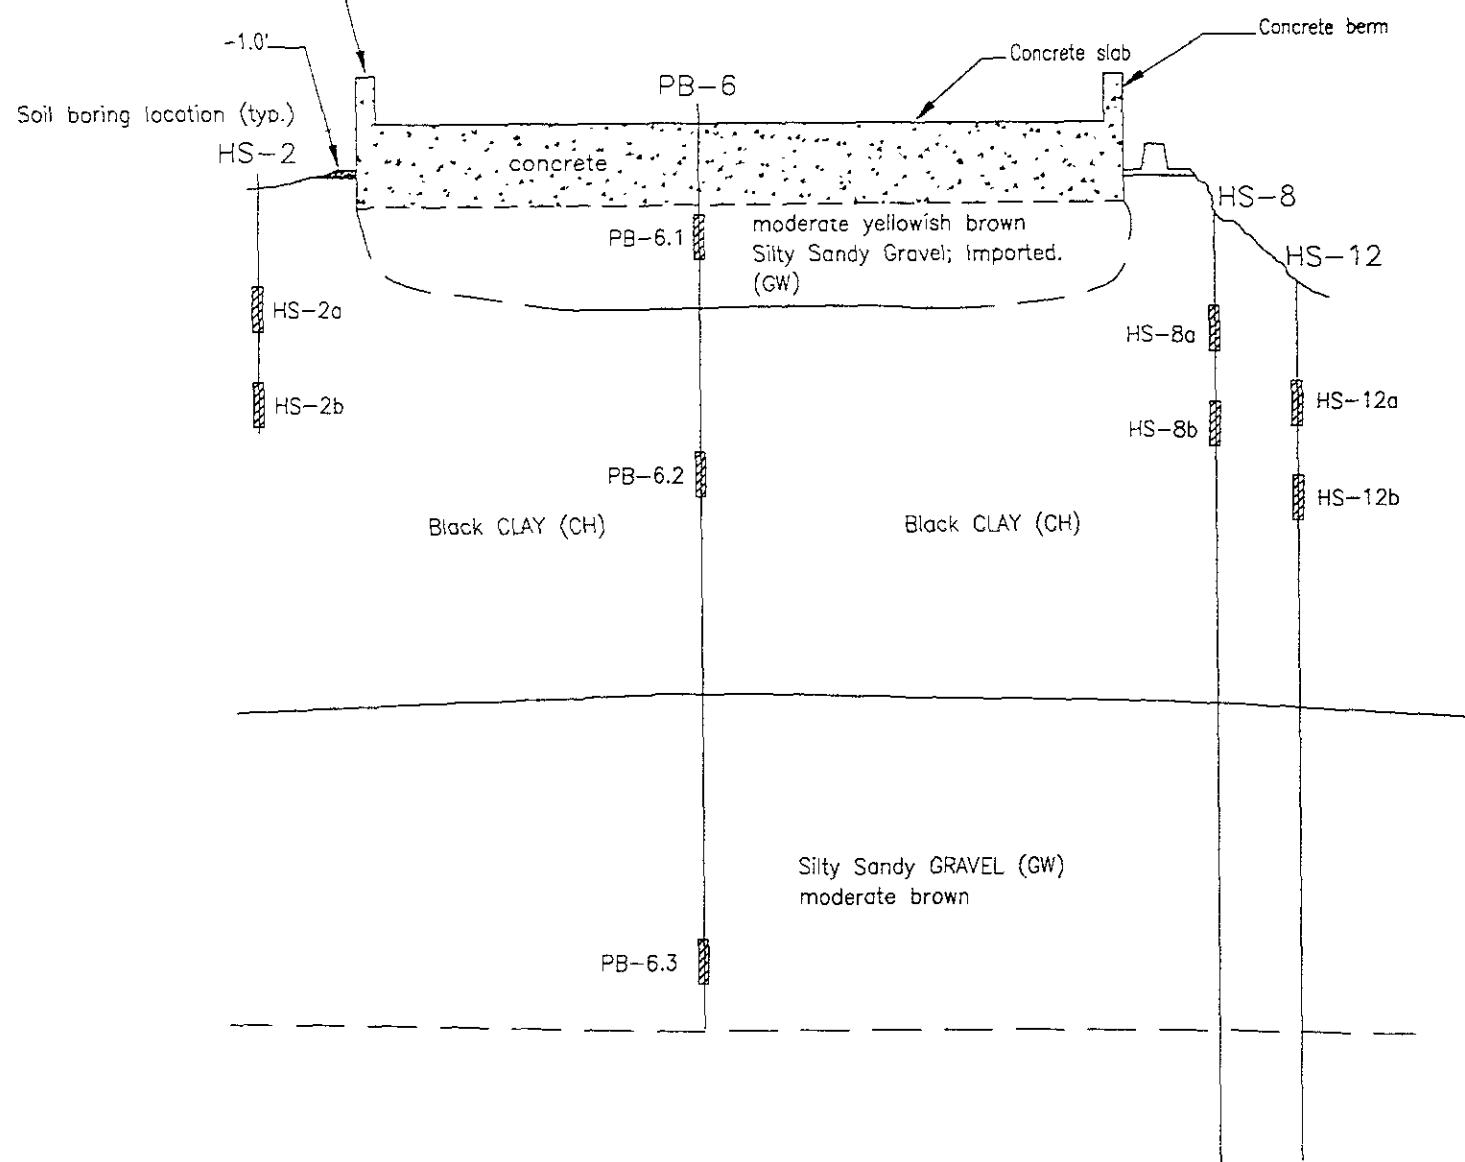 Concrete berm
-1.0'
Concrete slab
PB-6
Soil boring location (typ.)
HS-2
concrete
HS-8
moderate yellowish brown
Silty Sandy Gravel; Imported.
(GW)
PB-6.1
HS-12
HS-2a
HS-8a
HS-12a
HS-2b
HS-8b
PB-6.2
HS-12b
Black CLAY (CH)
Black CLAY (CH)
Silty Sandy GRAVEL (GW)
moderate brown
PB-6.3